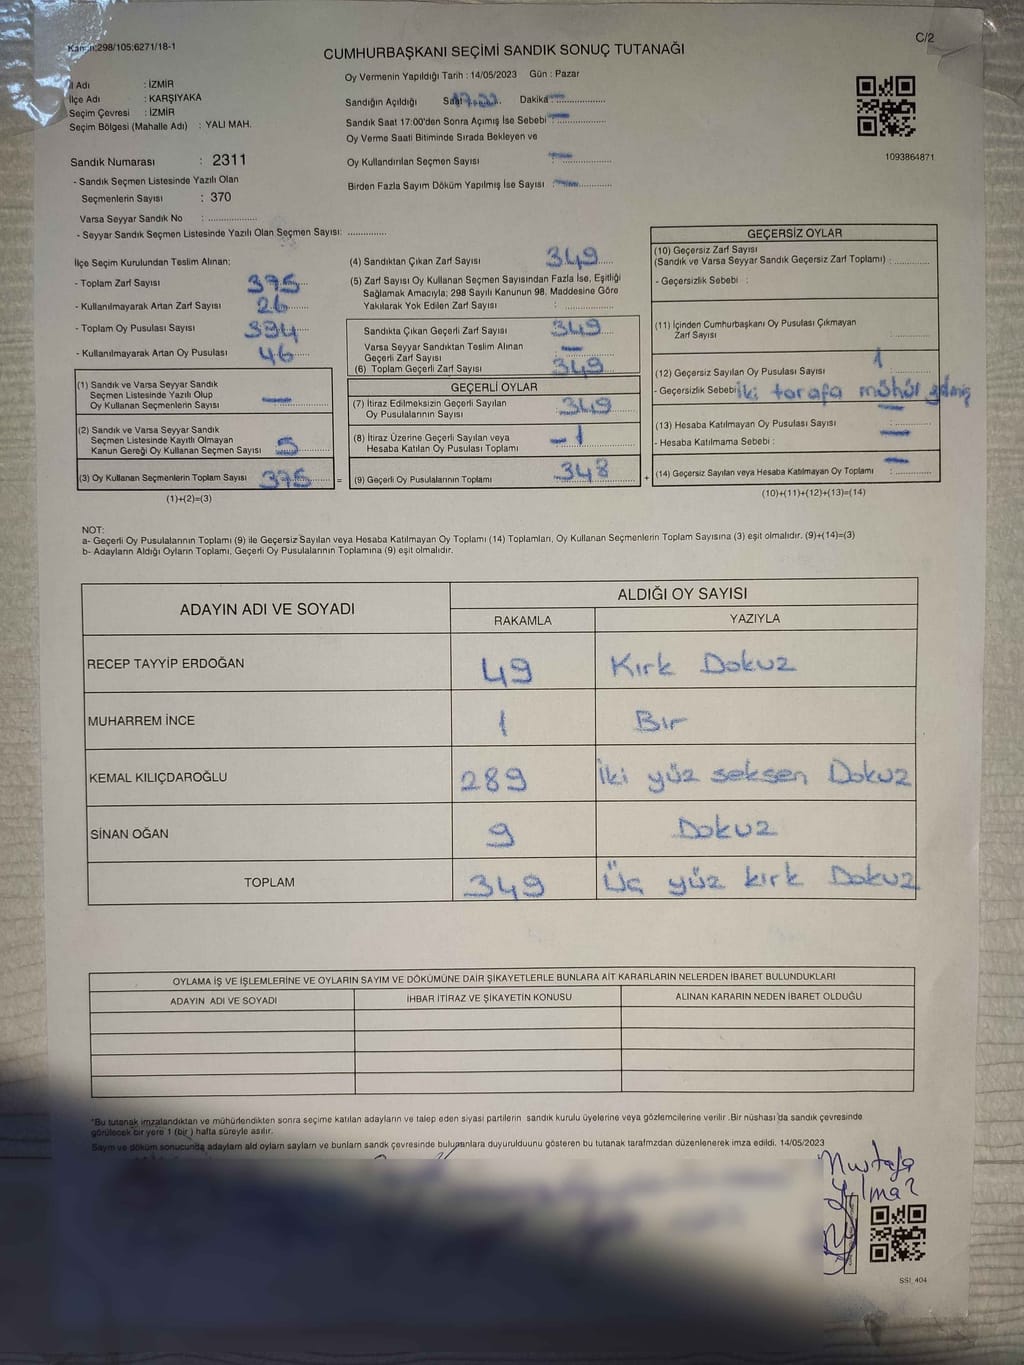 Kanun:298/105;6271/18-1
C/2
CUMHURBAŞKANI SEÇİMİ SANDIK SONUÇ TUTANAĞI
İl Adı : İZMİR
İlçe Adı : KARŞIYAKA
Seçim Çevresi : İZMİR
Seçim Bölgesi (Mahalle Adı) : YALI MAH.
Sandık Numarası : 2311
- Sandık Seçmen Listesinde Yazılı Olan
Seçmenlerin Sayısı : 370
Varsa Seyyar Sandık No : ..................
- Seyyar Sandık Seçmen Listesinde Yazılı Olan Seçmen Sayısı: ..............
Oy Vermenin Yapıldığı Tarih : 14/05/2023 Gün : Pazar
Sandığın Açıldığı Saat Dakika :
Sandık Saat 17:00'den Sonra Açımış İse Sebebi : —
Oy Verme Saati Bitiminde Sırada Bekleyen ve
Oy Kullandırılan Seçmen Sayısı : —
Birden Fazla Sayım Döküm Yapılmış İse Sayısı : —
1093864871
İlçe Seçim Kurulundan Teslim Alınan:
- Toplam Zarf Sayısı 375
- Kullanılmayarak Artan Zarf Sayısı 26
- Toplam Oy Pusulası Sayısı 394
- Kullanılmayarak Artan Oy Pusulası 46
(1) Sandık ve Varsa Seyyar Sandık
Seçmen Listesinde Yazılı Olup
Oy Kullanan Seçmenlerin Sayısı —
(2) Sandık ve Varsa Seyyar Sandık
Seçmen Listesinde Kayıtlı Olmayan
Kanun Gereği Oy Kullanan Seçmen Sayısı 5
(3) Oy Kullanan Seçmenlerin Toplam Sayısı 375 =
(1)+(2)=(3)
(4) Sandıktan Çıkan Zarf Sayısı 349
(5) Zarf Sayısı Oy Kullanan Seçmen Sayısından Fazla İse, Eşitliği
Sağlamak Amacıyla; 298 Sayılı Kanunun 98. Maddesine Göre
Yakılarak Yok Edilen Zarf Sayısı :
Sandıkta Çıkan Geçerli Zarf Sayısı 349
Varsa Seyyar Sandıktan Teslim Alınan
Geçerli Zarf Sayısı —
(6) Toplam Geçerli Zarf Sayısı 349
GEÇERLİ OYLAR
(7) İtiraz Edilmeksizin Geçerli Sayılan
Oy Pusulalarının Sayısı 349
(8) İtiraz Üzerine Geçerli Sayılan veya
Hesaba Katılan Oy Pusulası Toplamı - 1
(9) Geçerli Oy Pusulalarının Toplamı 348 +
GEÇERSİZ OYLAR
(10) Geçersiz Zarf Sayısı
(Sandık ve Varsa Seyyar Sandık Geçersiz Zarf Toplamı) :
- Geçersizlik Sebebi :
(11) İçinden Cumhurbaşkanı Oy Pusulası Çıkmayan
Zarf Sayısı
(12) Geçersiz Sayılan Oy Pusulası Sayısı 1
- Geçersizlik Sebebi iki tarafa mühür gelmiş
(13) Hesaba Katılmayan Oy Pusulası Sayısı —
- Hesaba Katılmama Sebebi : —
(14) Geçersiz Sayılan veya Hesaba Katılmayan Oy Toplamı : —
(10)+(11)+(12)+(13)=(14)
NOT:
a- Geçerli Oy Pusulalarının Toplamı (9) ile Geçersiz Sayılan veya Hesaba Katılmayan Oy Toplamı (14) Toplamları, Oy Kullanan Seçmenlerin Toplam Sayısına (3) eşit olmalıdır. (9)+(14)=(3)
b- Adayların Aldığı Oyların Toplamı, Geçerli Oy Pusulalarının Toplamına (9) eşit olmalıdır.
ADAYIN ADI VE SOYADI ALDIĞI OY SAYISI
RAKAMLA YAZIYLA
RECEP TAYYİP ERDOĞAN 49 Kırk Dokuz
MUHARREM İNCE 1 Bir
KEMAL KILIÇDAROĞLU 289 İki yüz seksen Dokuz
SİNAN OĞAN 9 Dokuz
TOPLAM 349 Üç yüz kırk Dokuz
OYLAMA İŞ VE İŞLEMLERİNE VE OYLARIN SAYIM VE DÖKÜMÜNE DAİR ŞİKAYETLERLE BUNLARA AİT KARARLARIN NELERDEN İBARET BULUNDUKLARI
ADAYIN ADI VE SOYADI İHBAR İTİRAZ VE ŞİKAYETİN KONUSU ALINAN KARARIN NEDEN İBARET OLDUĞU
*Bu tutanak imzalandıktan ve mühürlendikten sonra seçime katılan adayların ve talep eden siyasi partilerin sandık kurulu üyelerine veya gözlemcilerine verilir .Bir nüshası da sandık çevresinde
görülecek bir yere 1 (bir ) hafta süreyle asılır.
Sayım ve döküm sonucunda adaylam ald oylam saylam ve bunlam sandk çevresinde bulunanlara duyurulduunu gösteren bu tutanak tarafmzdan düzenlenerek imza edildi. 14/05/2023
Mustafa
Yılmaz
SSI_404